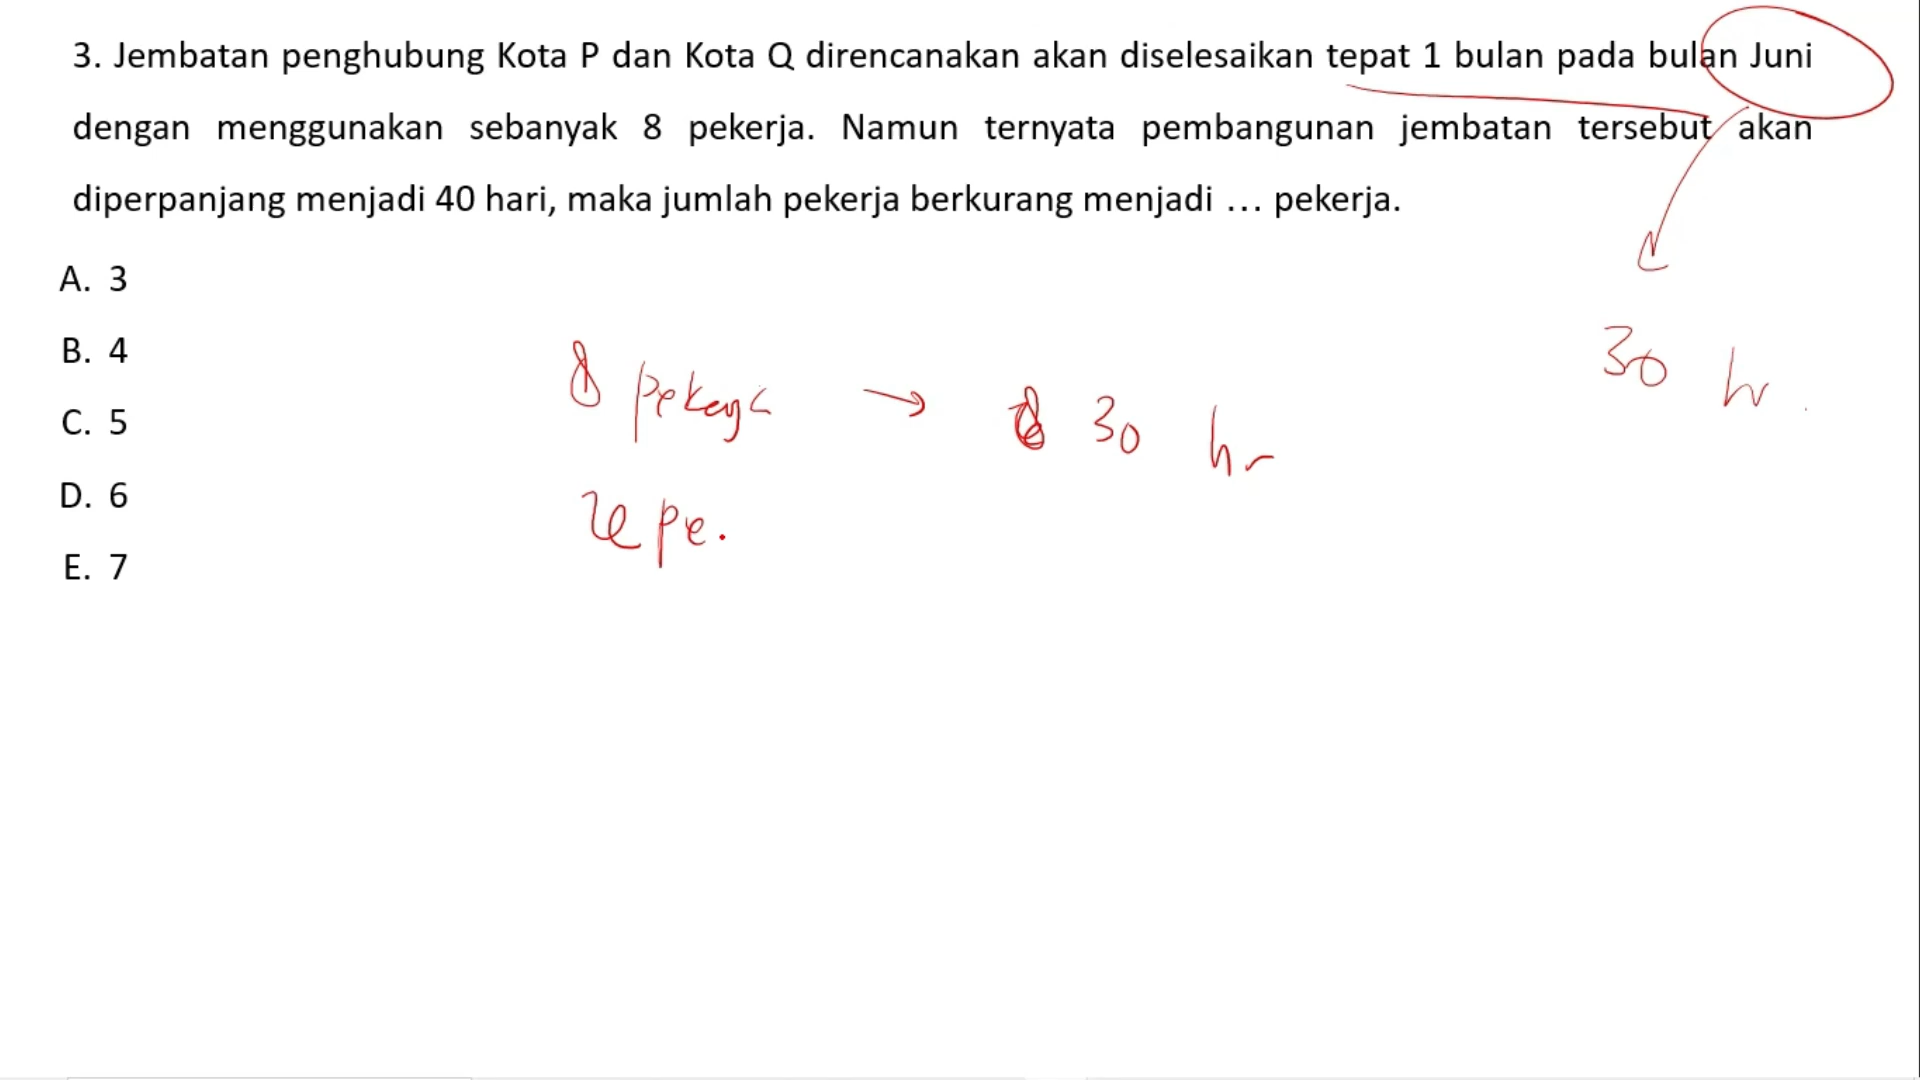 3. Jembatan penghubung Kota P dan Kota Q direncanakan akan diselesaikan tepat 1 bulan pada bulan Juni
dengan menggunakan sebanyak 8 pekerja. Namun ternyata pembangunan jembatan tersebut akan
diperpanjang menjadi 40 hari, maka jumlah pekerja berkurang menjadi ... pekerja.
A. 3
B. 4
C. 5
D. 6
E. 7
30 hr.
8 pekerja → 30 hr
pe.